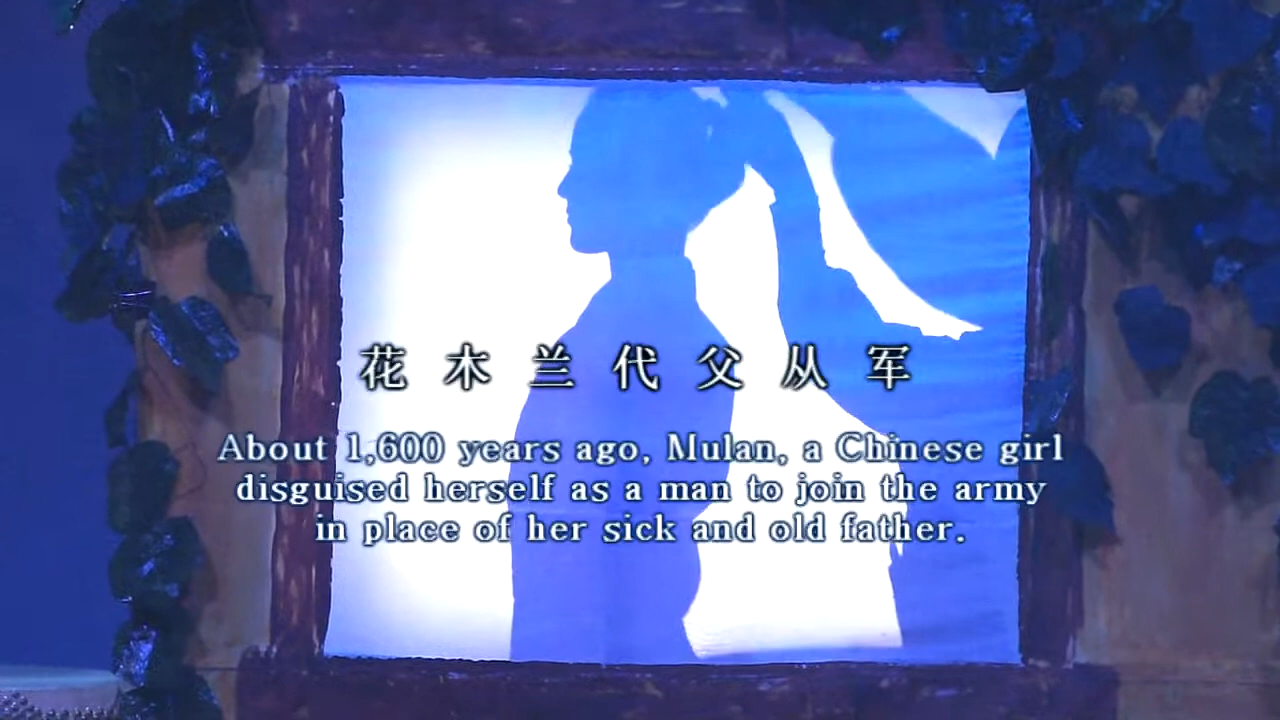 花木兰代父从军
About 1,600 years ago, Mulan, a Chinese girl
disguised herself as a man to join the army
in place of her sick and old father.